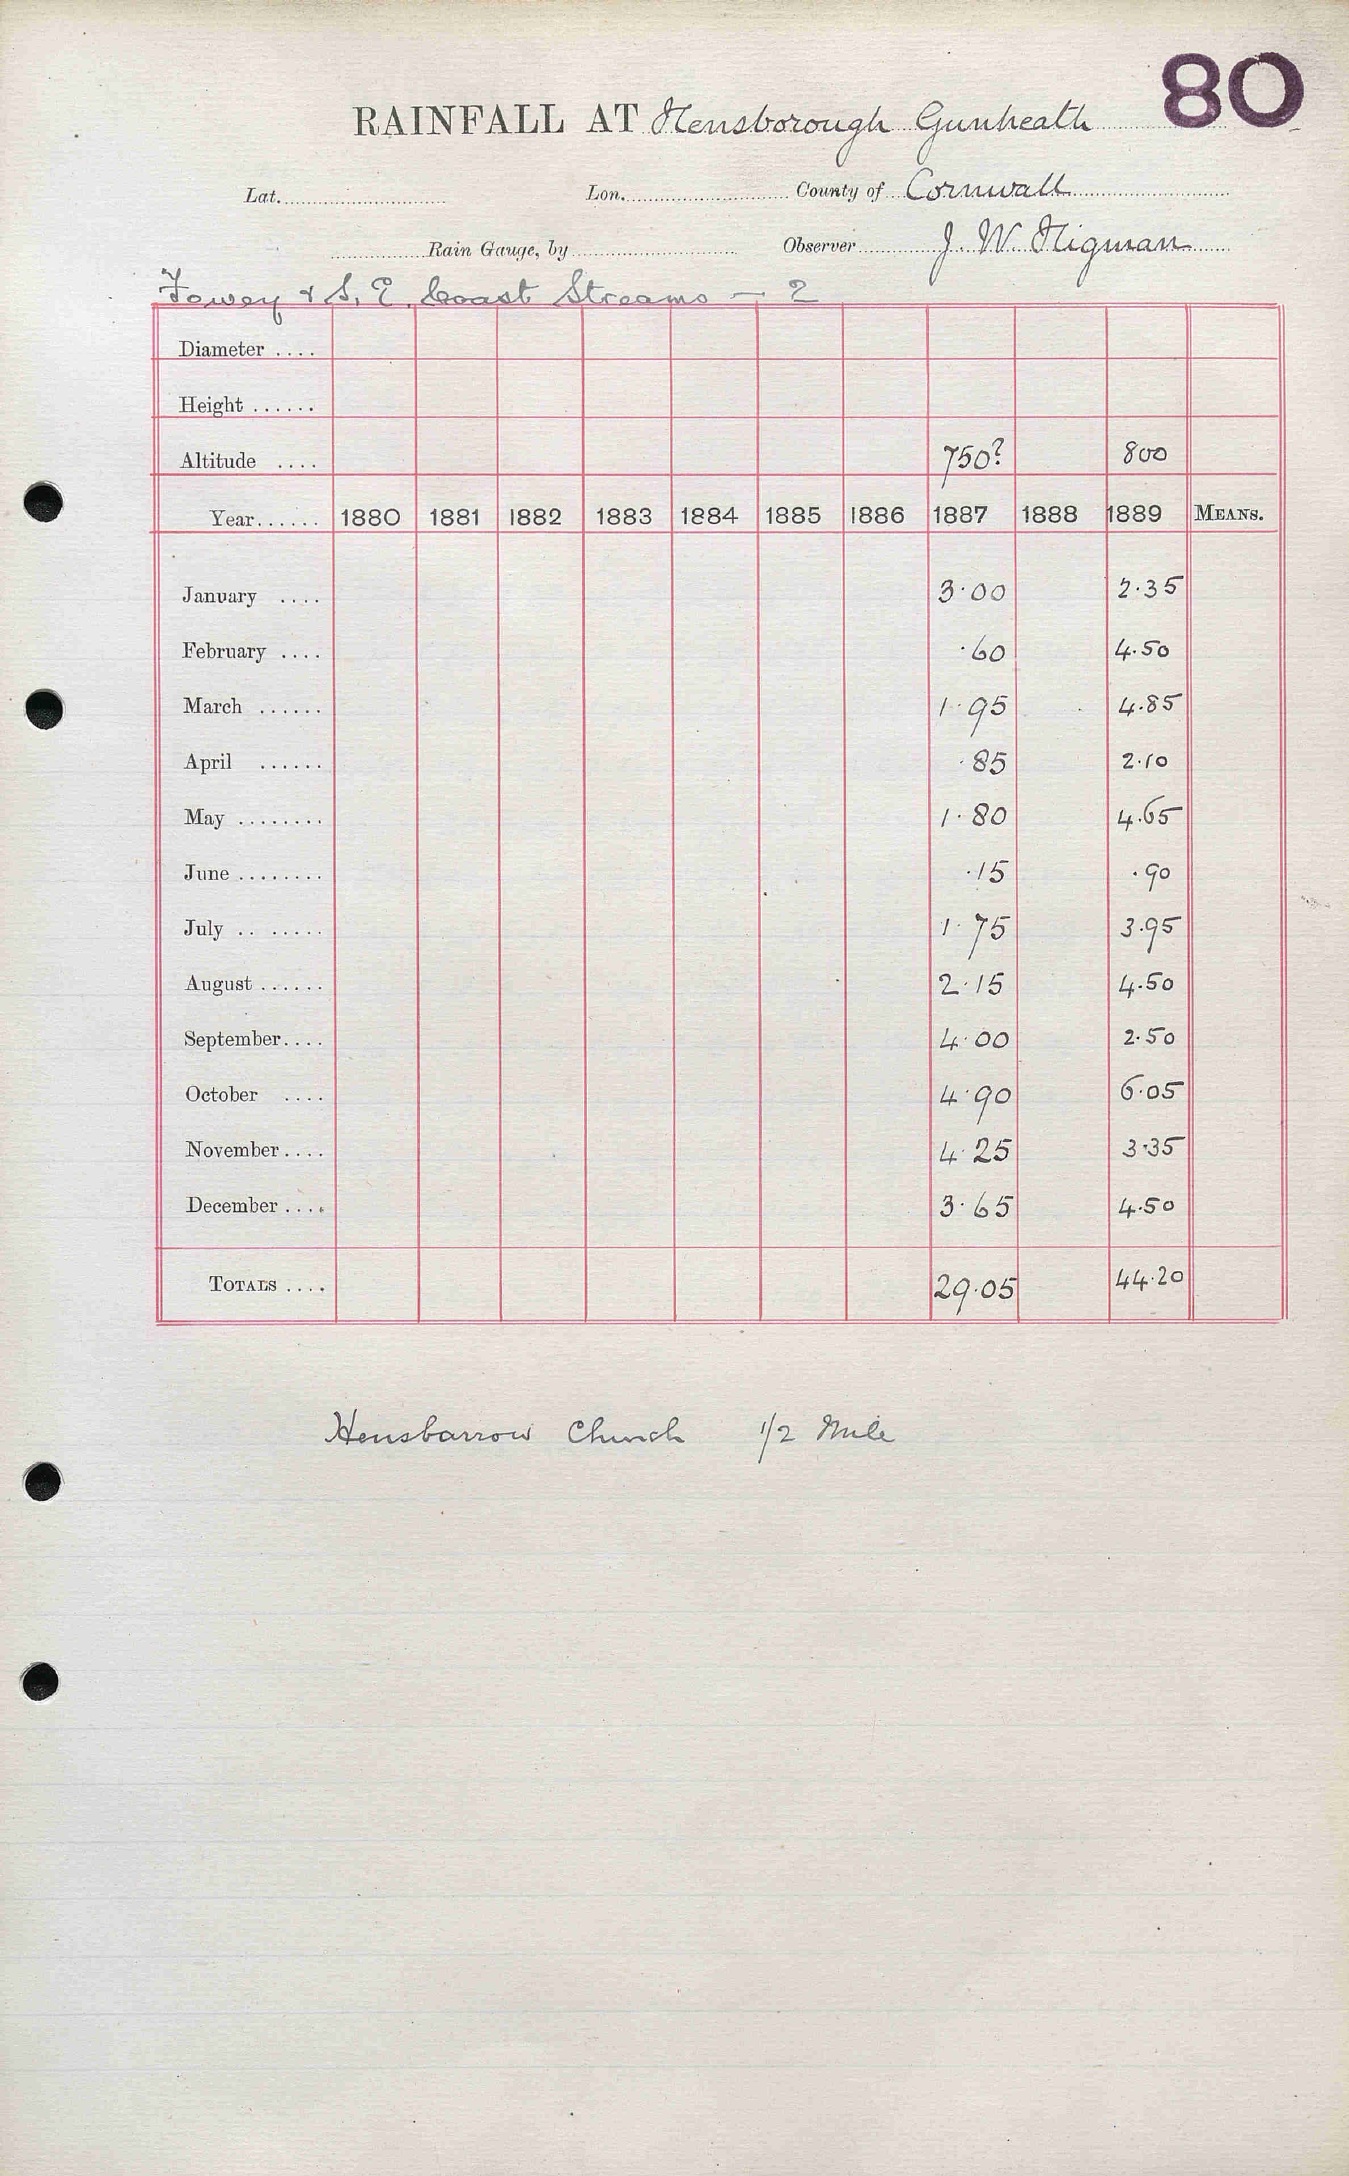 80
RAINFALL AT Hensborough Gunheath
Lat. Lon. County of Cornwall
Rain Gauge, by Observer J. W. Higman
Fowey & S. E. Coast Streams — 2
Diameter ....
Height ......
Altitude .... 750? 800
Year...... 1880 1881 1882 1883 1884 1885 1886 1887 1888 1889 MEANS.
January .... 3.00 2.35
February .... .60 4.50
March ...... 1.95 4.85
April ...... .85 2.10
May ........ 1.80 4.65
June ........ .15 .90
July .. ..... 1.75 3.95
August ...... 2.15 4.50
September.... 4.00 2.50
October .... 4.90 6.05
November.... 4.25 3.35
December .... 3.65 4.50
TOTALS .... 29.05 44.20
Hensbarrow Church 1/2 Mile